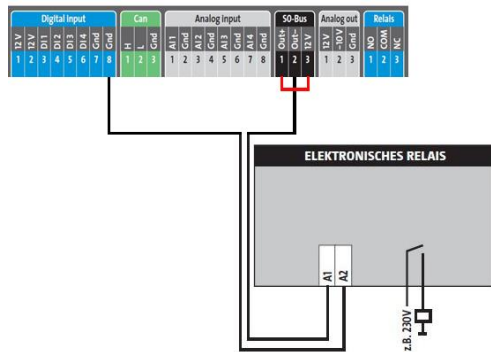 Digital input
Can
Analog input
S0-Bus
Analog out
Relais
12 V
12 V
DI1
DI2
DI3
DI4
Gnd
Gnd
H
L
Gnd
AI1
Gnd
AI2
Gnd
AI3
Gnd
AI4
Gnd
Out+
Out-
12 V
12 V
-10 V
Gnd
NO
COM
NC
1 2 3 4 5 6 7 8
1 2 3
1 2 3 4 5 6 7 8
1 2 3
1 2 3
1 2 3
ELEKTRONISCHES RELAIS
A1
A2
z.B. 230V